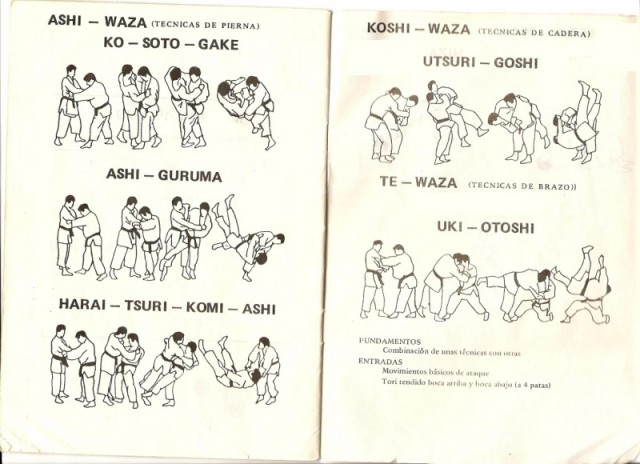 ASHI – WAZA (TECNICAS DE PIERNA)
KO – SOTO – GAKE
ASHI – GURUMA
HARAI – TSURI – KOMI – ASHI
KOSHI – WAZA (TECNICAS DE CADERA)
UTSURI – GOSHI
TE – WAZA (TECNICAS DE BRAZO))
UKI – OTOSHI
FUNDAMENTOS
Combinación de unas técnicas con otras
ENTRADAS
Movimientos básicos de ataque
Tori tendido boca arriba y boca abajo (a 4 patas)